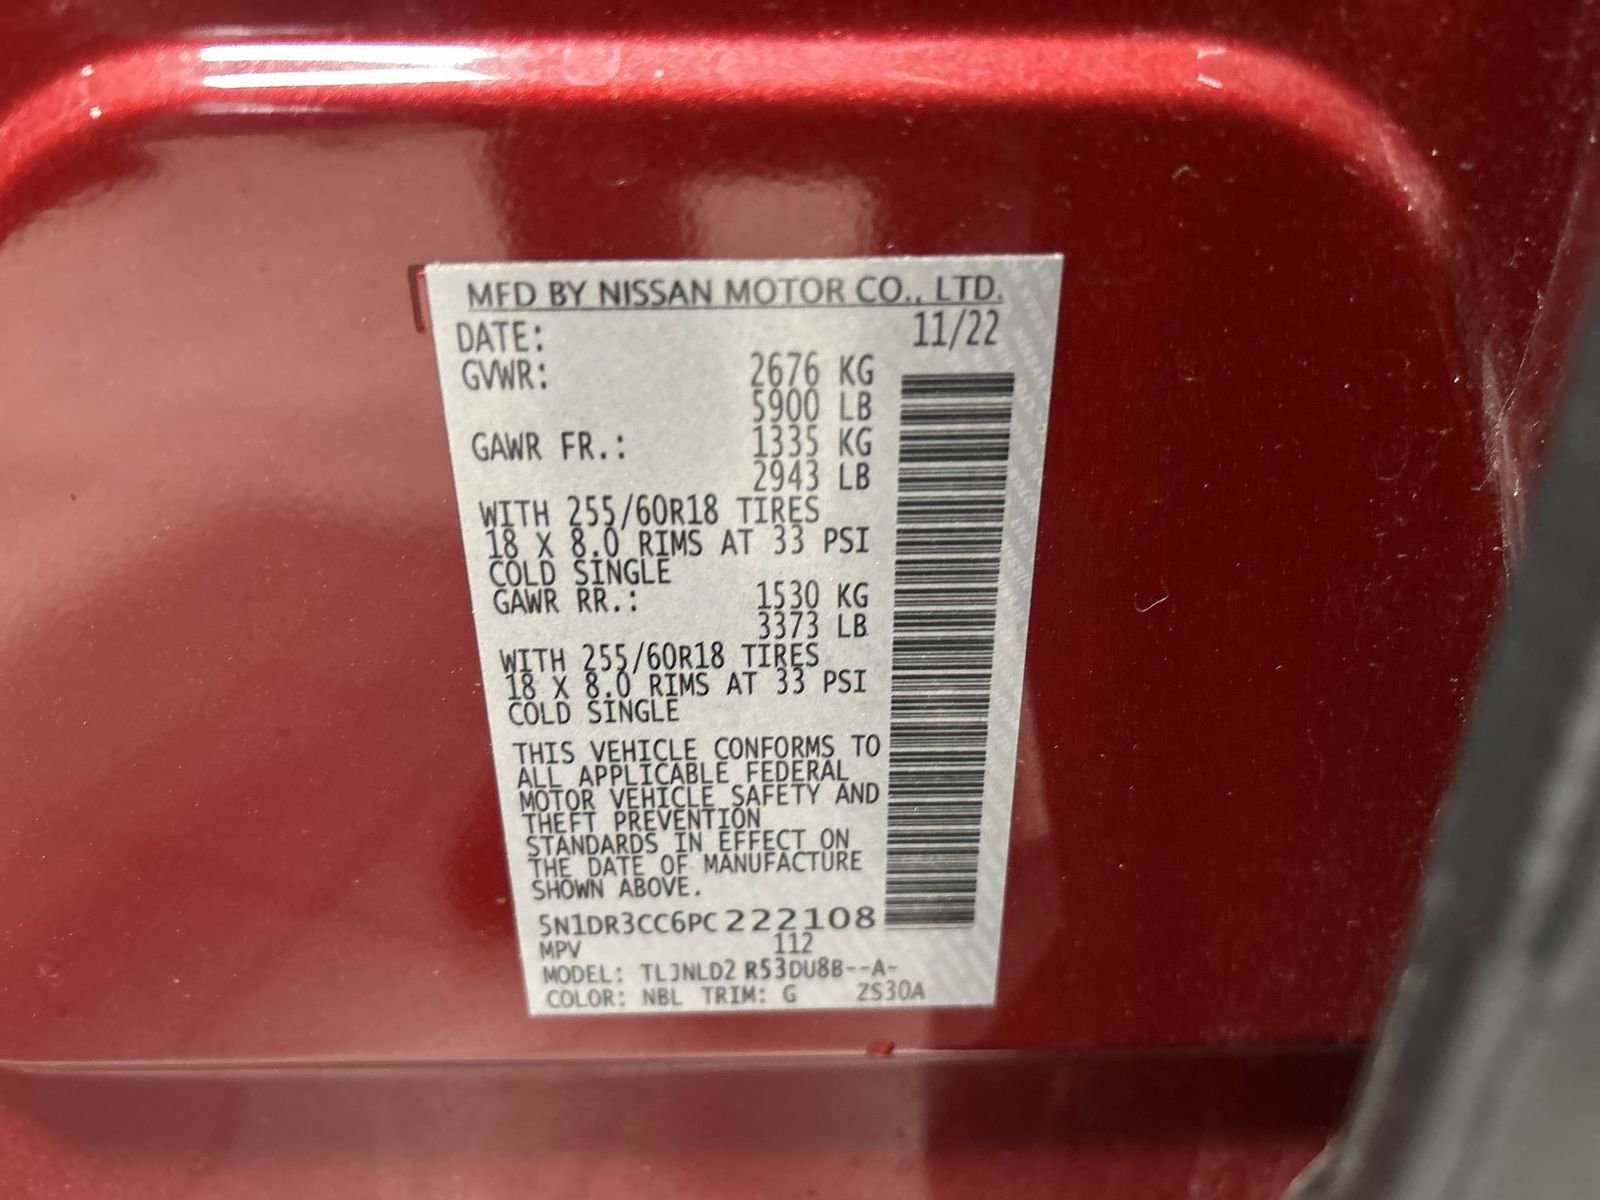 MFD BY NISSAN MOTOR CO., LTD.
DATE: 11/22
GVWR: 2676 KG
5900 LB
GAWR FR.: 1335 KG
2943 LB
WITH 255/60R18 TIRES
18 X 8.0 RIMS AT 33 PSI
COLD SINGLE
GAWR RR.: 1530 KG
3373 LB
WITH 255/60R18 TIRES
18 X 8.0 RIMS AT 33 PSI
COLD SINGLE
THIS VEHICLE CONFORMS TO
ALL APPLICABLE FEDERAL
MOTOR VEHICLE SAFETY AND
THEFT PREVENTION
STANDARDS IN EFFECT ON
THE DATE OF MANUFACTURE
SHOWN ABOVE.
5N1DR3CC6PC222108
MPV 112
MODEL: TLJNLD2 R53DU8B--A-
COLOR: NBL TRIM: G ZS30A